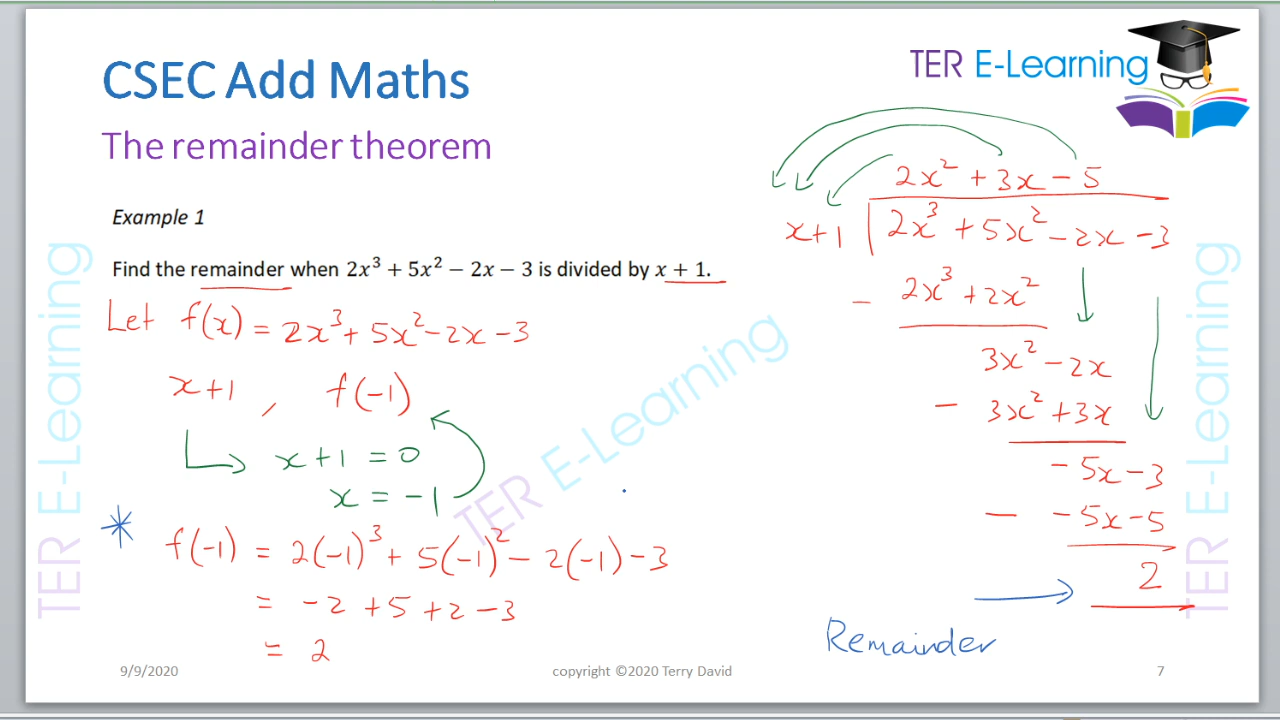 CSEC Add Maths
TER E-Learning
The remainder theorem
Example 1
Find the remainder when 2x³ + 5x² − 2x − 3 is divided by x + 1.
Let f(x) = 2x³ + 5x² − 2x − 3
x+1 , f(−1)
x+1 = 0
x = −1
* f(−1) = 2(−1)³ + 5(−1)² − 2(−1) − 3
= −2 + 5 + 2 − 3
= 2
2x² + 3x − 5
x+1 2x³ + 5x² − 2x − 3
− 2x³ + 2x²
3x² − 2x
− 3x² + 3x
−5x − 3
− −5x − 5
2
Remainder
TER E-Learning
TER E-Learning
TER E-Learning
9/9/2020
copyright ©2020 Terry David
7